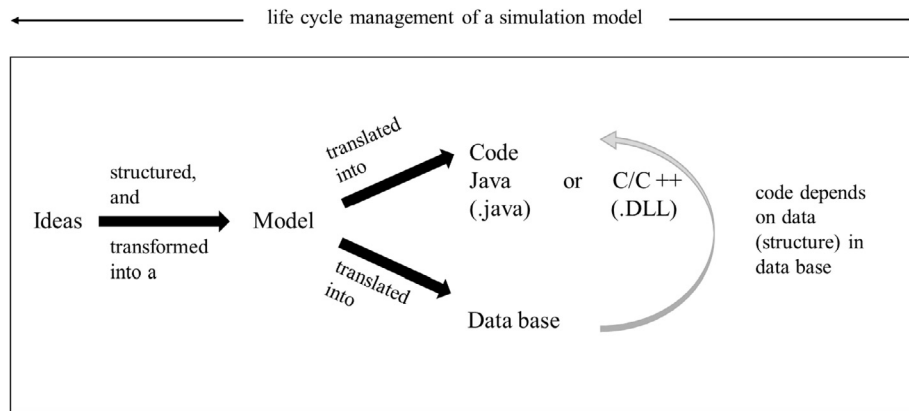 life cycle management of a simulation model
structured,
and
transformed
into a
Ideas
Model
translated
into
translated
into
Code
Java or C/C ++
(.java) (.DLL)
Data base
code depends
on data
(structure) in
data base